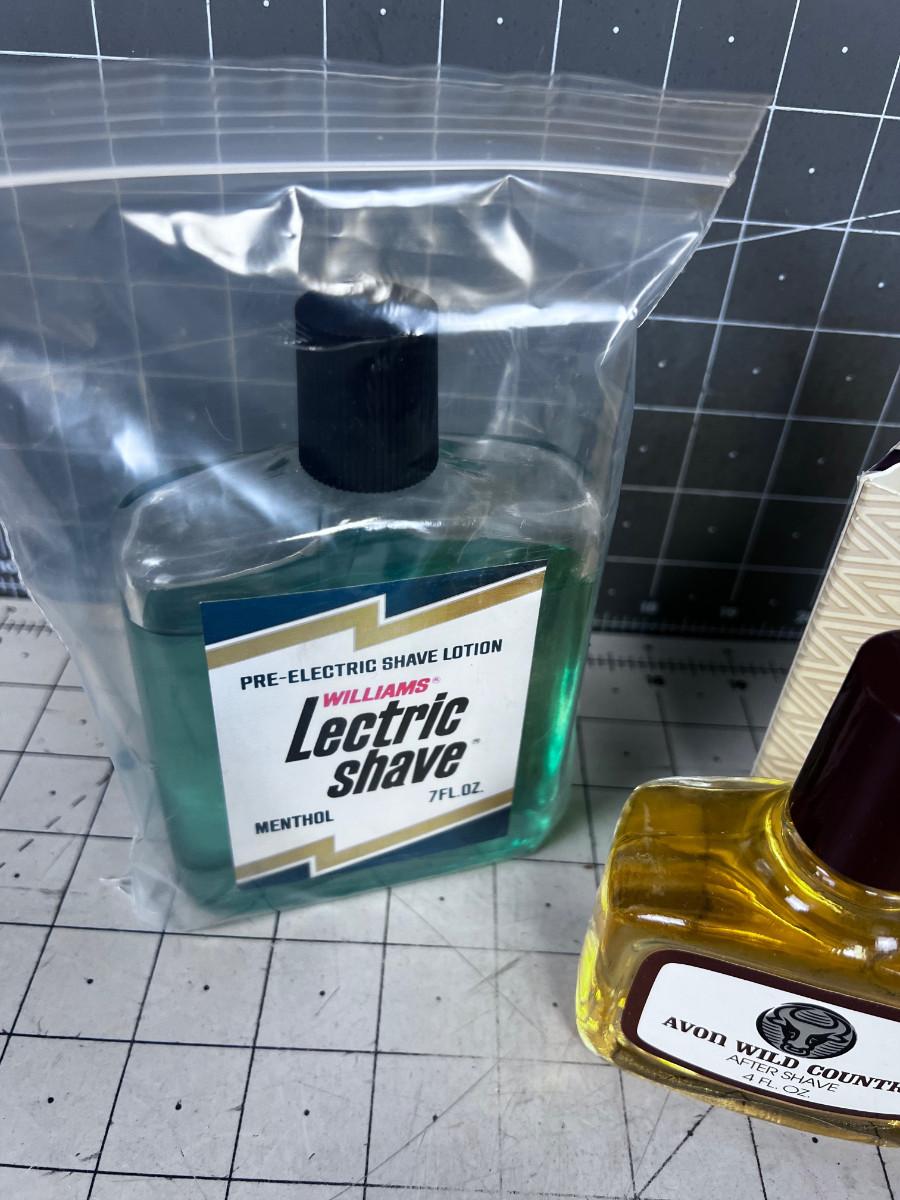 PRE-ELECTRIC SHAVE LOTION
WILLIAMS®
Lectric
shave™
7FL.OZ.
MENTHOL
AVON WILD COUNTR
AFTER SHAVE
4 FL. OZ.